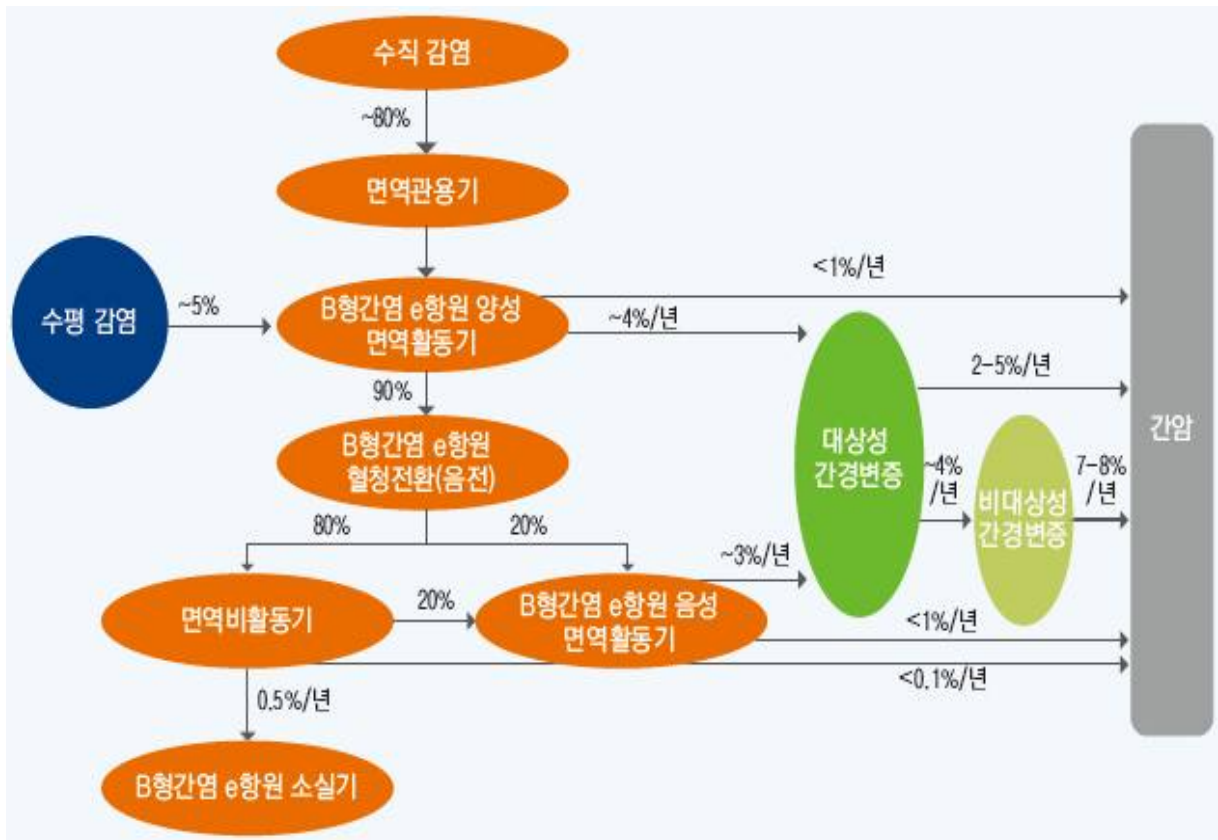 수직 감염
~80%
면역관용기
<1%/년
수평 감염
~5%
B형간염 e항원 양성
면역활동기
~4%/년
90%
2-5%/년
B형간염 e항원
혈청전환(음전)
대상성
간경변증
~4%
/년
비대상성
간경변증
7-8%
/년
간암
80%
20%
~3%/년
면역비활동기
20%
B형간염 e항원 음성
면역활동기
<1%/년
<0.1%/년
0.5%/년
B형간염 e항원 소실기